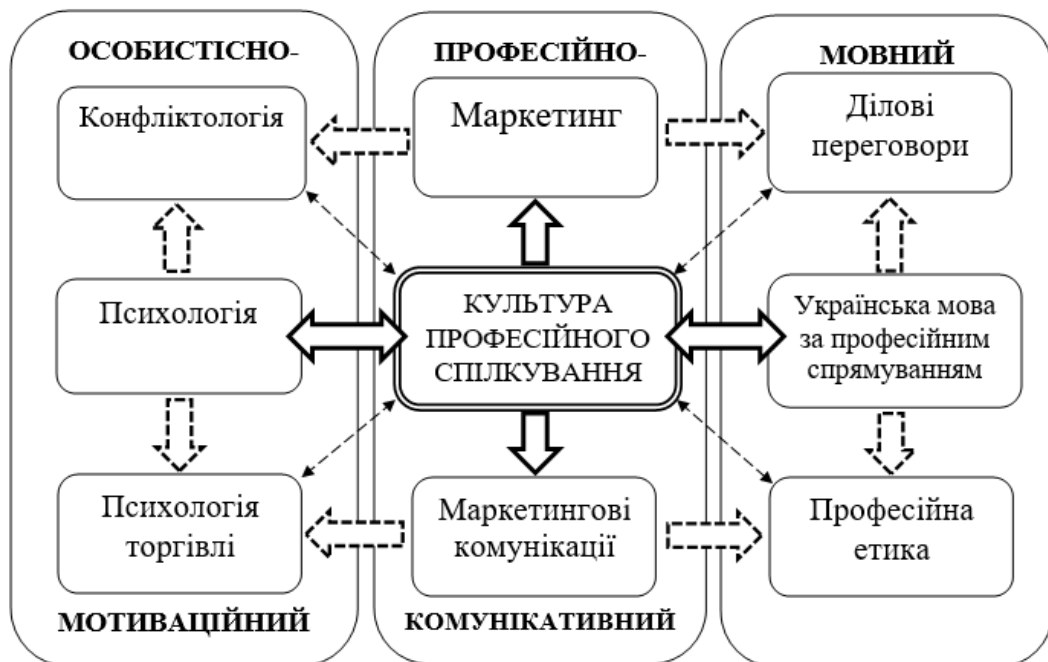 ОСОБИСТІСНО-
Конфліктологія
Психологія
Психологія
торгівлі
МОТИВАЦІЙНИЙ
ПРОФЕСІЙНО-
Маркетинг
КУЛЬТУРА
ПРОФЕСІЙНОГО
СПІЛКУВАННЯ
Маркетингові
комунікації
КОМУНІКАТИВНИЙ
МОВНИЙ
Ділові
переговори
Українська мова
за професійним
спрямуванням
Професійна
етика